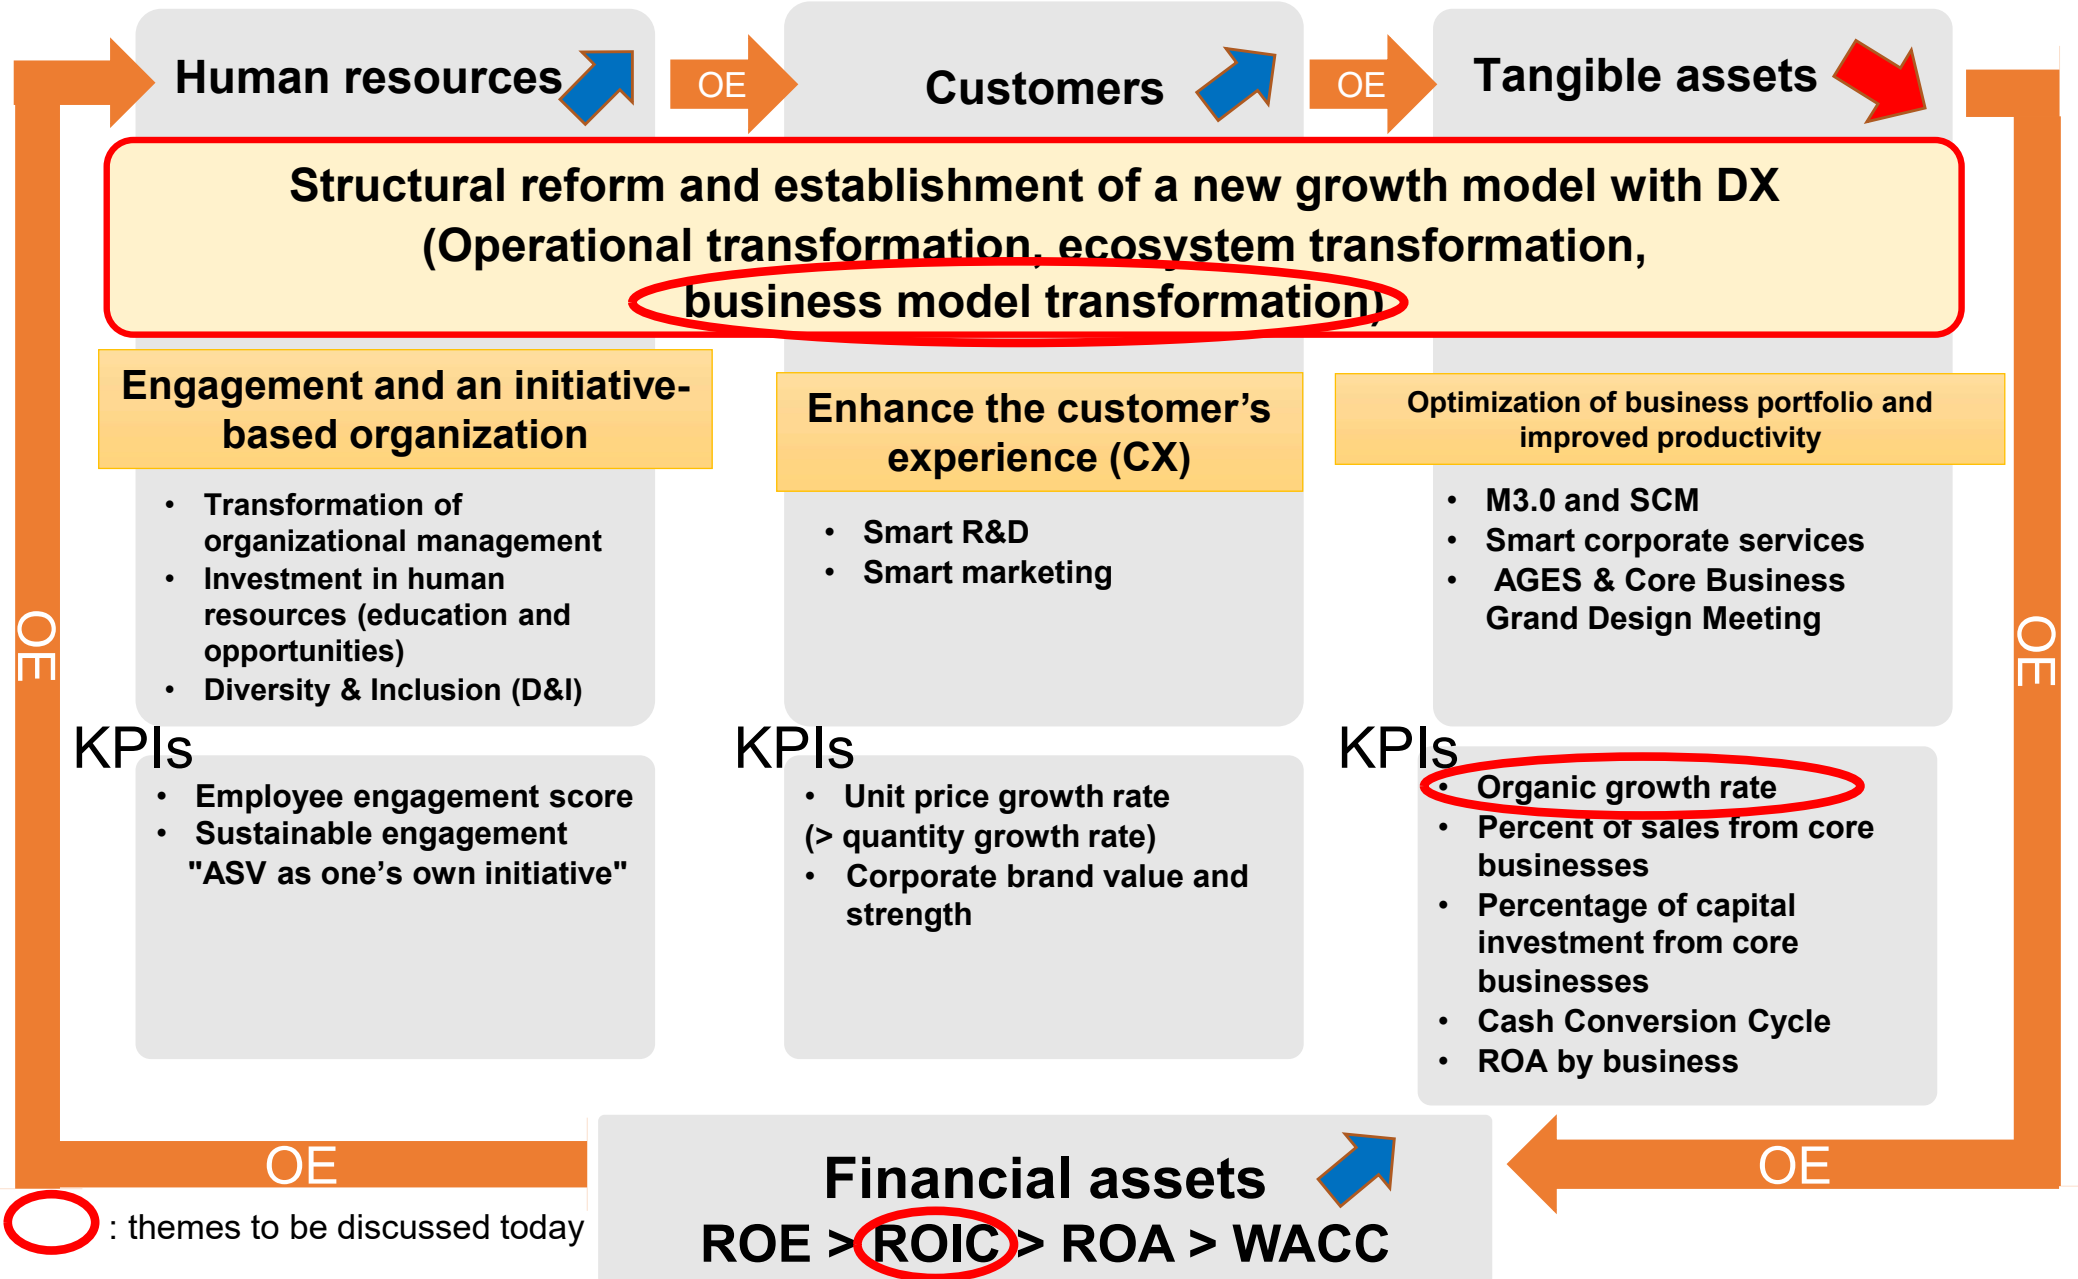 Human resources
OE
Customers
OE
Tangible assets
Structural reform and establishment of a new growth model with DX
(Operational transformation, ecosystem transformation,
business model transformation)
Engagement and an initiative-
based organization
• Transformation of
organizational management
• Investment in human
resources (education and
opportunities)
• Diversity & Inclusion (D&I)
Enhance the customer’s
experience (CX)
• Smart R&D
• Smart marketing
Optimization of business portfolio and
improved productivity
• M3.0 and SCM
• Smart corporate services
• AGES & Core Business
Grand Design Meeting
OE
OE
KPIs
• Employee engagement score
• Sustainable engagement
"ASV as one’s own initiative"
KPIs
• Unit price growth rate
(> quantity growth rate)
• Corporate brand value and
strength
KPIs
• Organic growth rate
• Percent of sales from core
businesses
• Percentage of capital
investment from core
businesses
• Cash Conversion Cycle
• ROA by business
OE
Financial assets
ROE > ROIC > ROA > WACC
OE
: themes to be discussed today